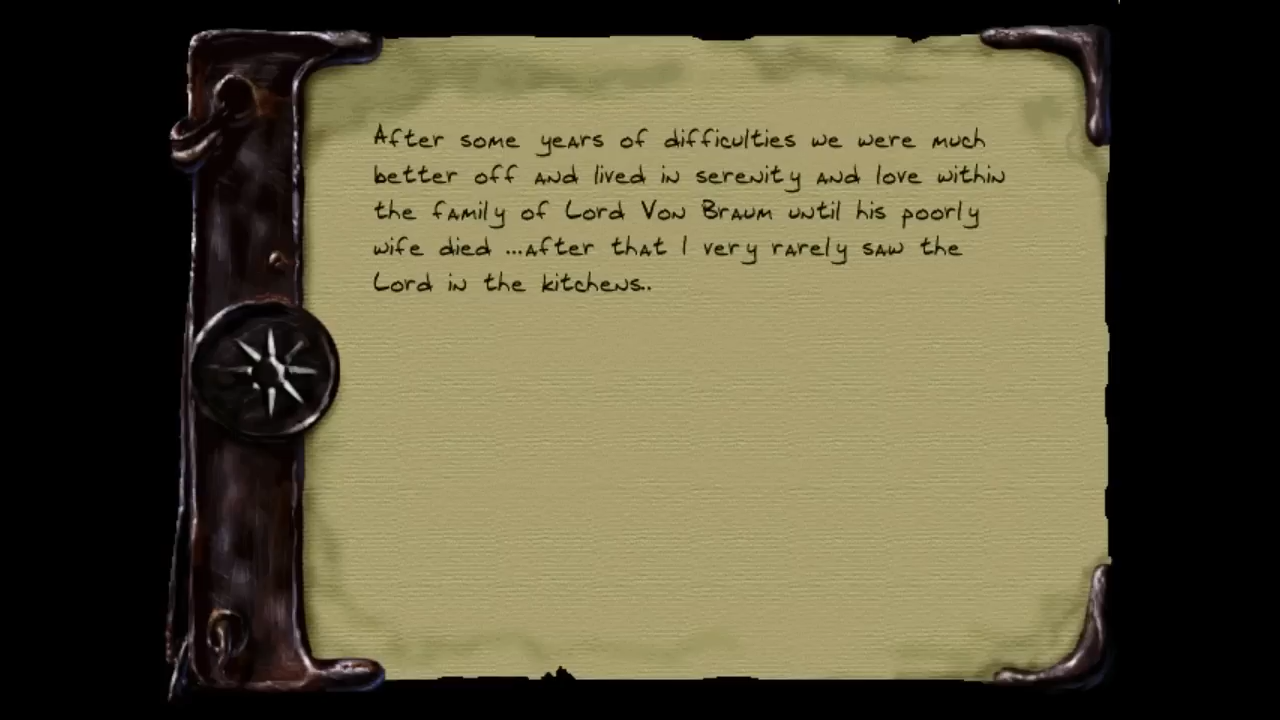 After some years of difficulties we were much
better off and lived in serenity and love within
the family of Lord Von Braum until his poorly
wife died ...after that I very rarely saw the
Lord in the kitchens..